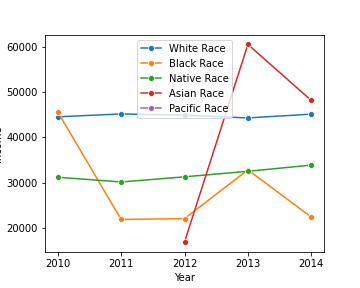 60000
50000
40000
30000
20000
White Race
Black Race
Native Race
Asian Race
Pacific Race
2010 2011 2012 2013 2014
Year